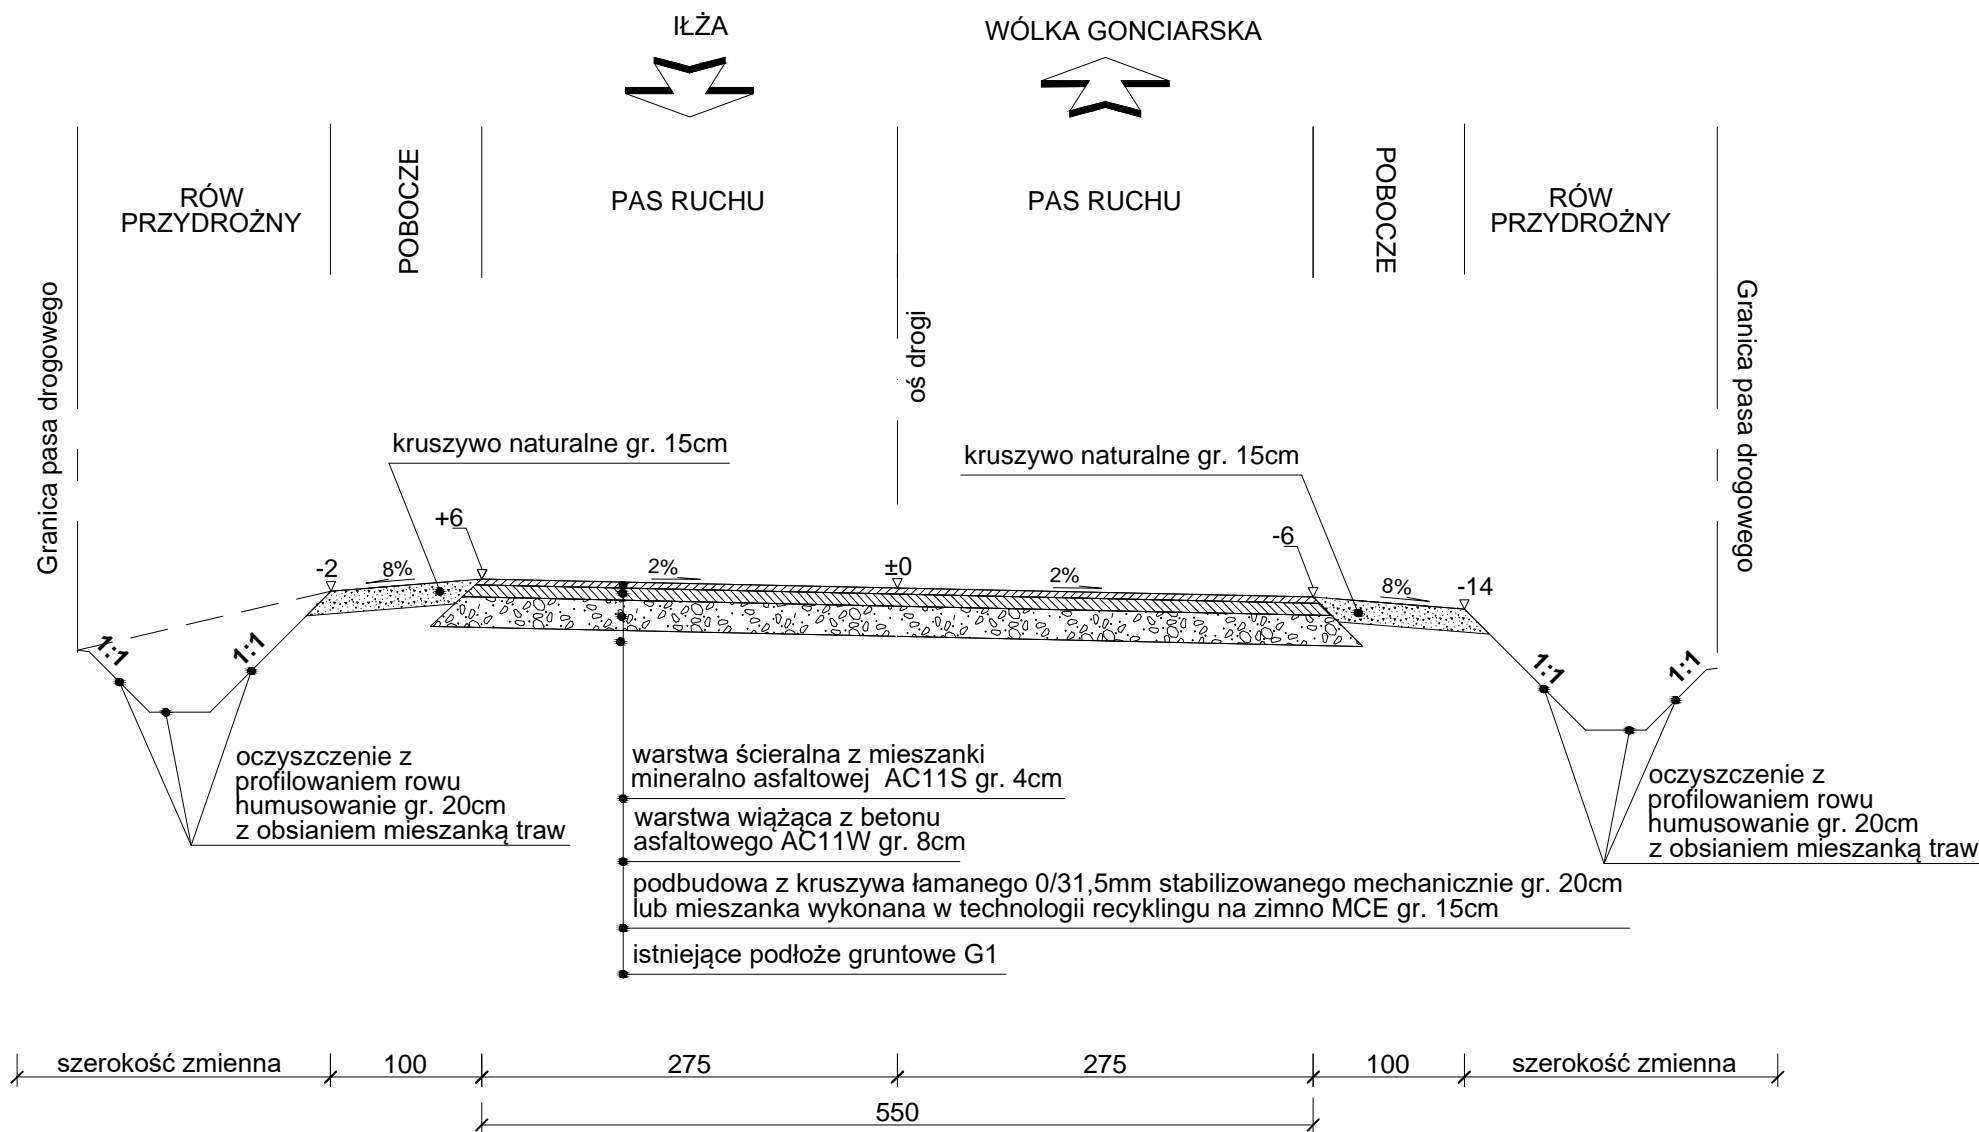 IŁŻA
WÓLKA GONCIARSKA
RÓW
PRZYDROŻNY
POBOCZE
PAS RUCHU
PAS RUCHU
POBOCZE
RÓW
PRZYDROŻNY
Granica pasa drogowego
oś drogi
Granica pasa drogowego
kruszywo naturalne gr. 15cm
kruszywo naturalne gr. 15cm
-2
8%
+6
2%
±0
2%
-6
8%
-14
1:1
1:1
1:1
1:1
oczyszczenie z
profilowaniem rowu
humusowanie gr. 20cm
z obsianiem mieszanką traw
warstwa ścieralna z mieszanki
mineralno asfaltowej  AC11S gr. 4cm
warstwa wiążąca z betonu
asfaltowego AC11W gr. 8cm
podbudowa z kruszywa łamanego 0/31,5mm stabilizowanego mechanicznie gr. 20cm
lub mieszanka wykonana w technologii recyklingu na zimno MCE gr. 15cm
istniejące podłoże gruntowe G1
oczyszczenie z
profilowaniem rowu
humusowanie gr. 20cm
z obsianiem mieszanką traw
szerokość zmienna
100
275
275
100
szerokość zmienna
550